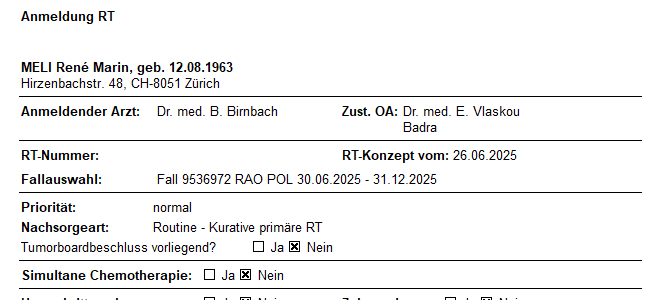 Anmeldung RT
MELI René Marin, geb. 12.08.1963
Hirzenbachstr. 48, CH-8051 Zürich
Anmeldender Arzt: Dr. med. B. Birnbach Zust. OA: Dr. med. E. Vlaskou
Badra
RT-Nummer: RT-Konzept vom: 26.06.2025
Fallauswahl: Fall 9536972 RAO POL 30.06.2025 - 31.12.2025
Priorität: normal
Nachsorgeart: Routine - Kurative primäre RT
Tumorboardbeschluss vorliegend? ☐ Ja ☒ Nein
Simultane Chemotherapie: ☐ Ja ☒ Nein